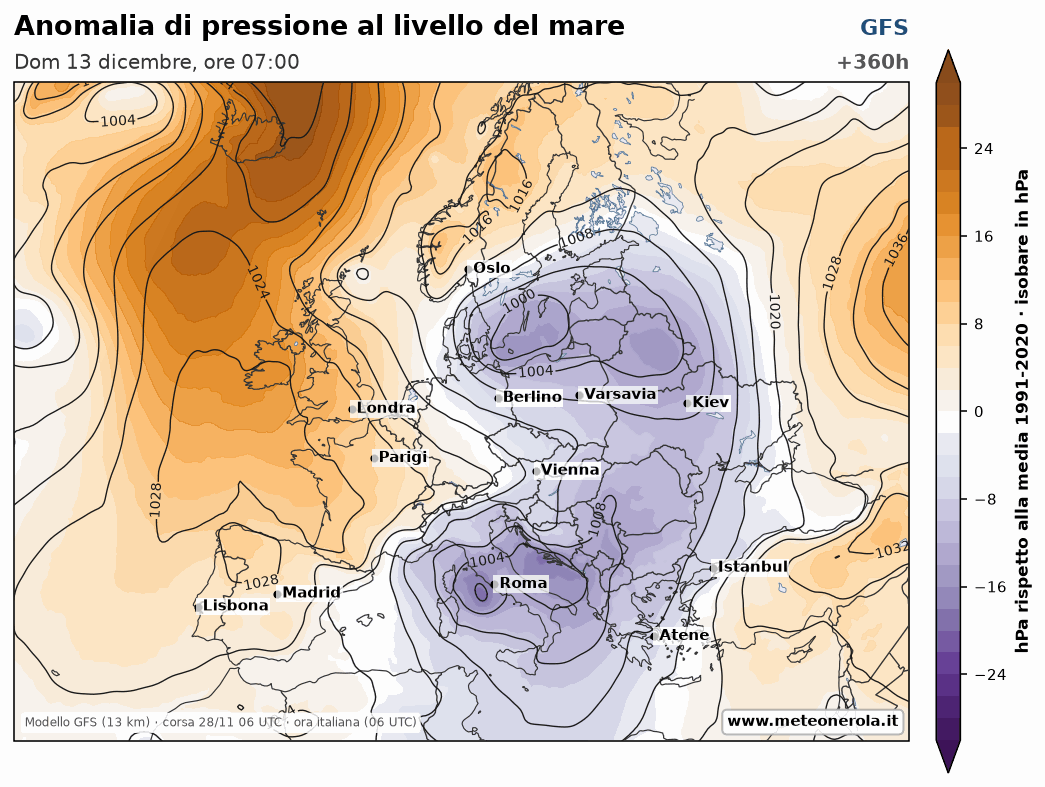 Anomalia di pressione al livello del mare
GFS
Dom 13 dicembre, ore 07:00
+360h
1004
1016
1016
1008
1036
1028
1024
1020
1000
1004
Oslo
Berlino
Varsavia
Kiev
Londra
Parigi
Vienna
1028
1008
1004
1032
Roma
Istanbul
1028
Madrid
Lisbona
Atene
Modello GFS (13 km) · corsa 28/11 06 UTC · ora italiana (06 UTC)
www.meteonerola.it
24
16
8
0
−8
−16
−24
hPa rispetto alla media 1991-2020 · isobare in hPa